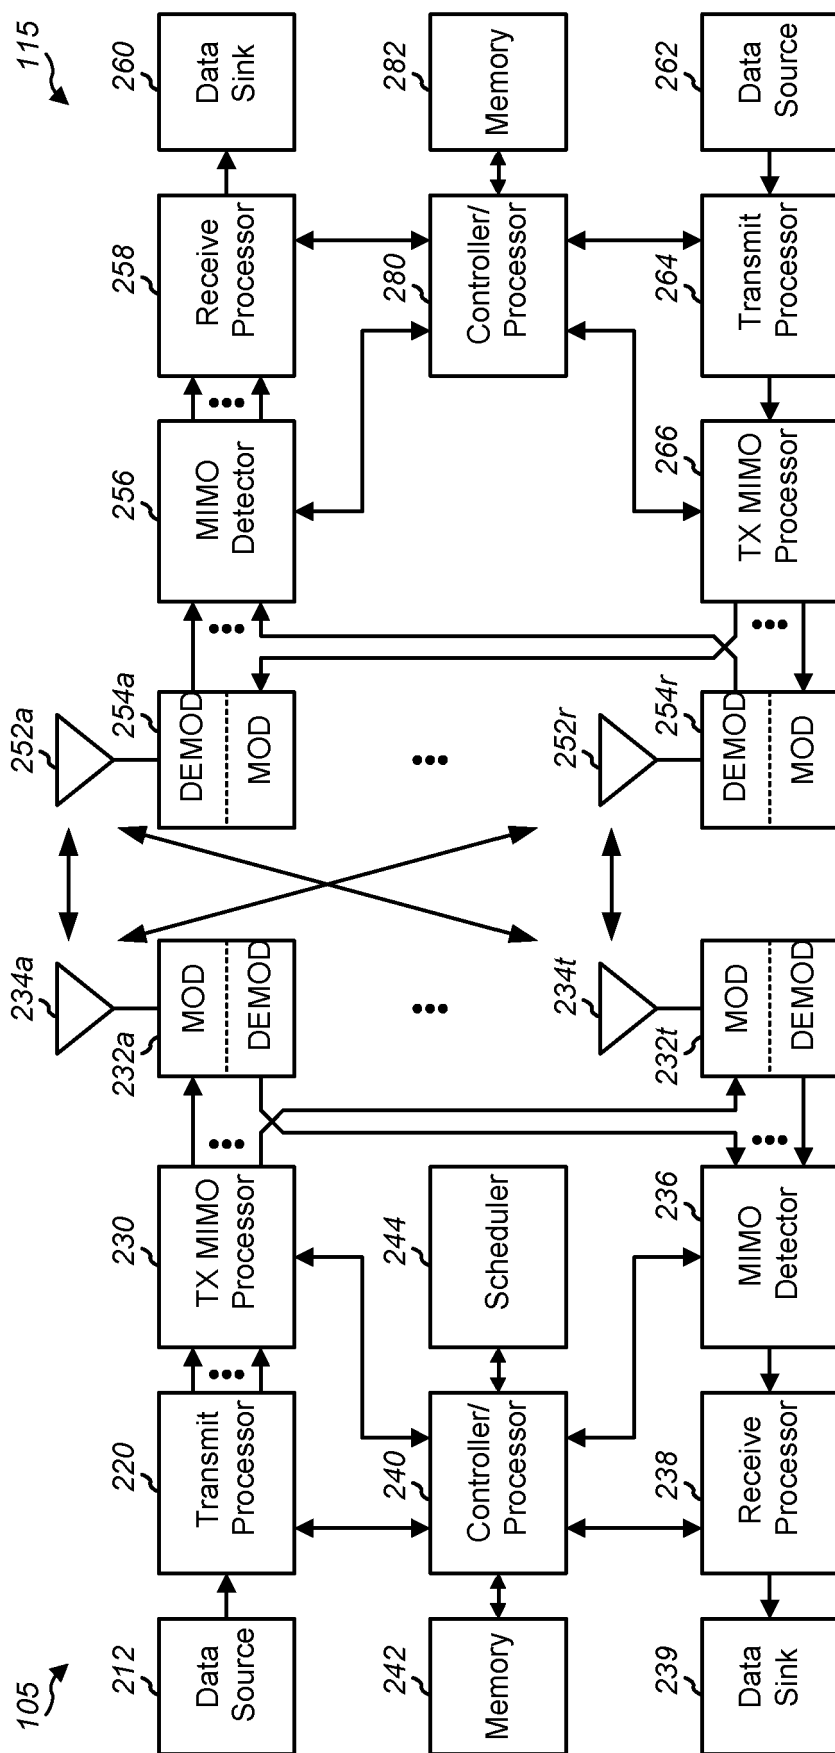 105
115
212
Data
Source
220
Transmit
Processor
230
TX MIMO
Processor
232a
MOD
DEMOD
234a
252a
254a
DEMOD
MOD
256
MIMO
Detector
258
Receive
Processor
260
Data
Sink
242
Memory
240
Controller/
Processor
244
Scheduler
280
Controller/
Processor
282
Memory
239
Data
Sink
238
Receive
Processor
236
MIMO
Detector
232t
MOD
DEMOD
234t
252r
254r
DEMOD
MOD
266
TX MIMO
Processor
264
Transmit
Processor
262
Data
Source